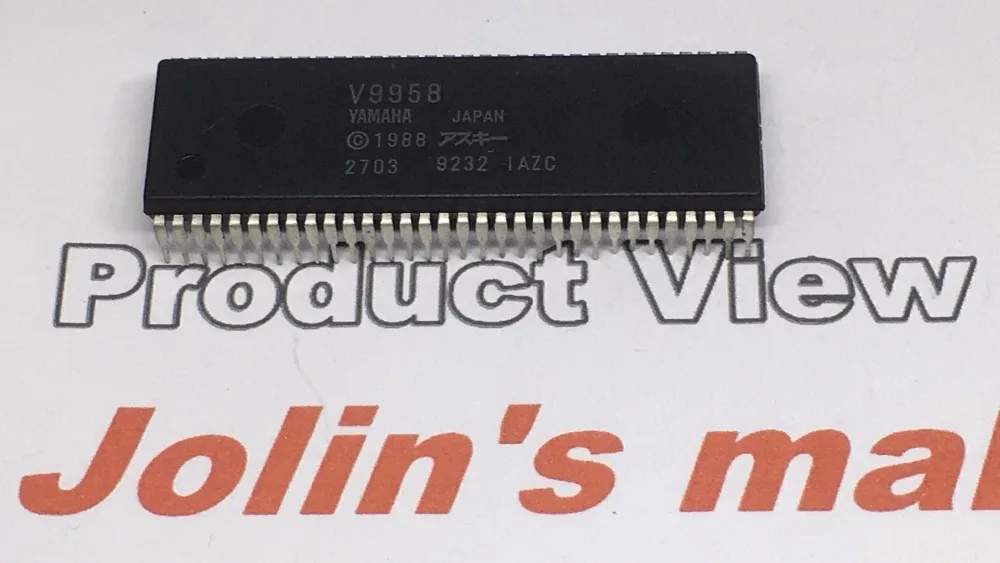 V9958
YAMAHA JAPAN
©1988 アスキー
2703 9232 IAZC
Product View
Jolin's mal